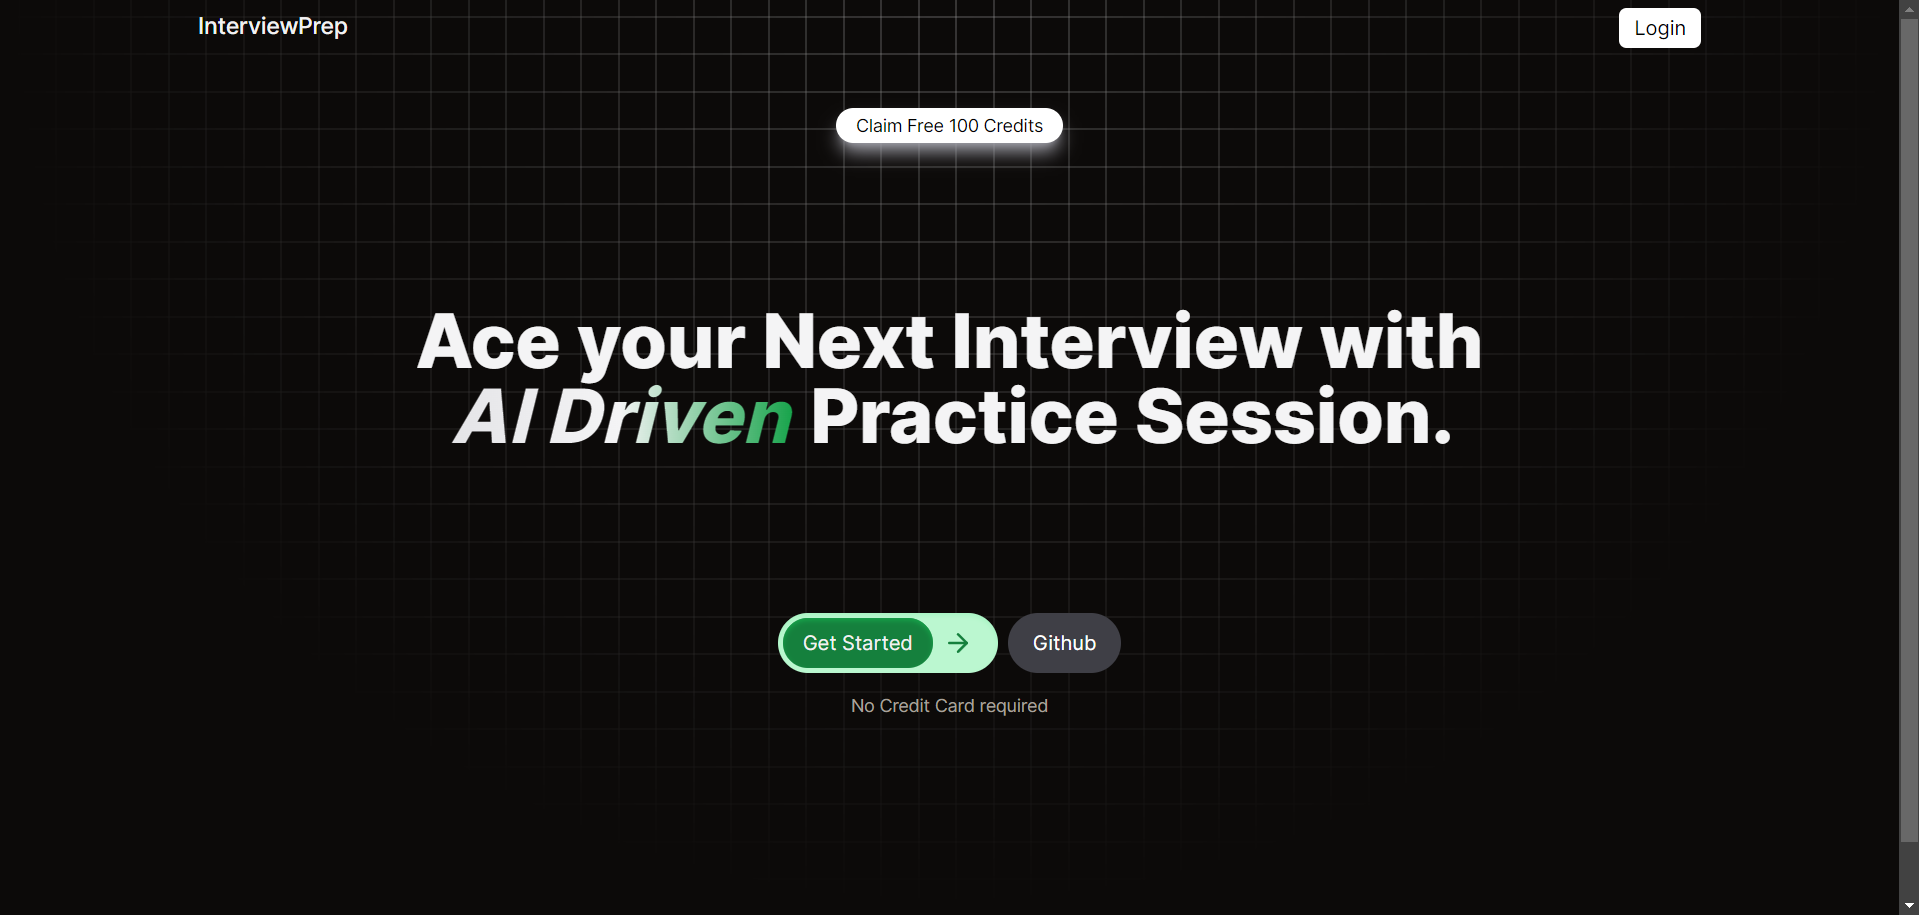 InterviewPrep
Login
Claim Free 100 Credits
Ace your Next Interview with
AI Driven Practice Session.
Get Started
Github
No Credit Card required